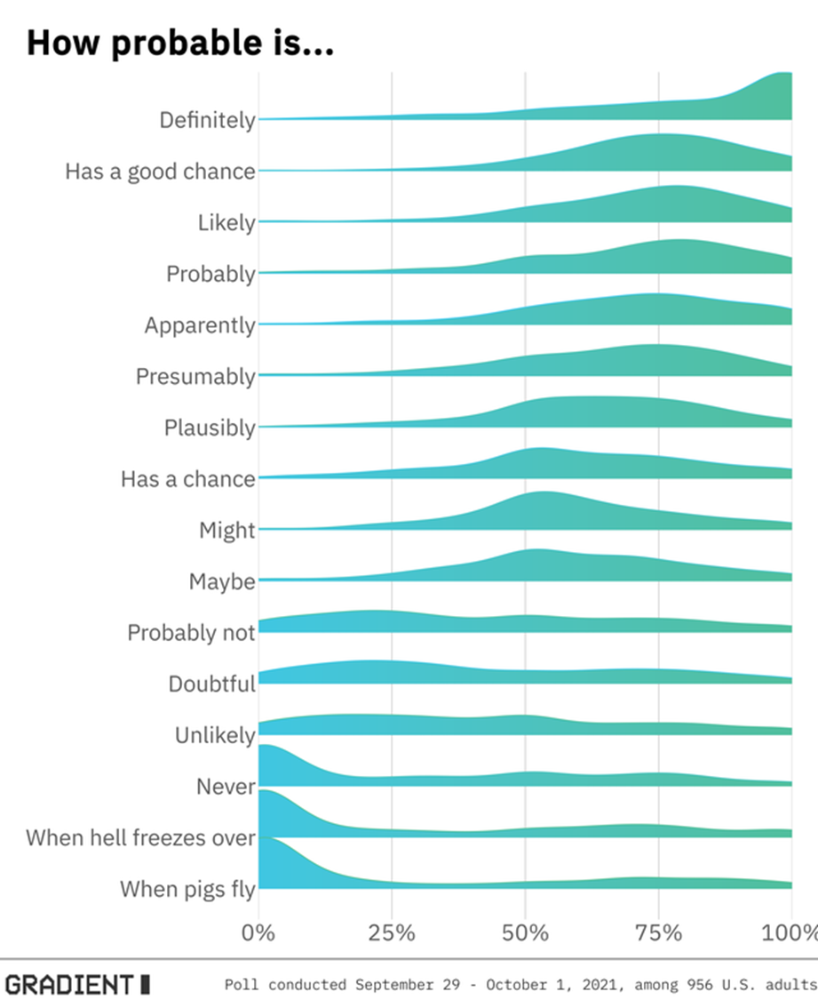 How probable is...
Definitely
Has a good chance
Likely
Probably
Apparently
Presumably
Plausibly
Has a chance
Might
Maybe
Probably not
Doubtful
Unlikely
Never
When hell freezes over
When pigs fly
0% 25% 50% 75% 100%
GRADIENT Poll conducted September 29 - October 1, 2021, among 956 U.S. adults